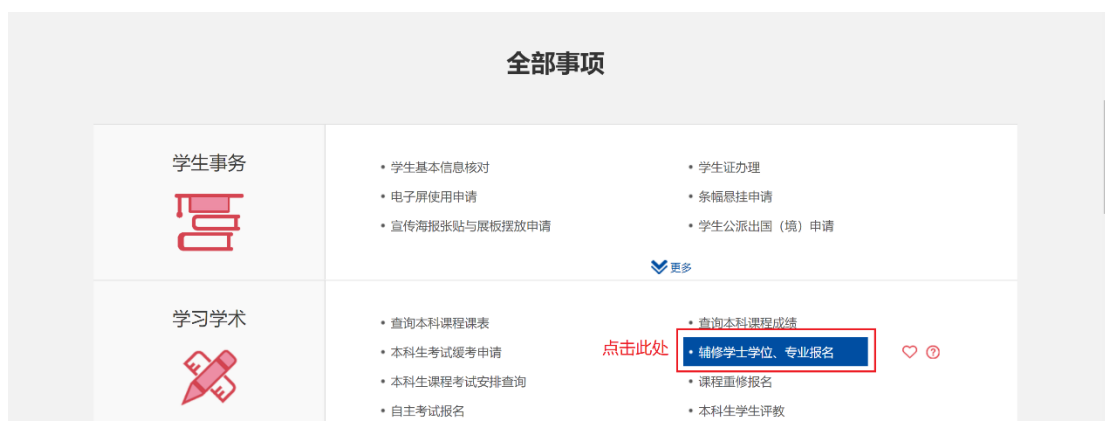 全部事项
学生事务
• 学生基本信息核对
• 学生证办理
• 电子屏使用申请
• 条幅悬挂申请
• 宣传海报张贴与展板摆放申请
• 学生公派出国（境）申请
更多
学习学术
• 查询本科课程课表
• 查询本科课程成绩
• 本科生考试缓考申请
点击此处
• 辅修学士学位、专业报名
• 本科生课程考试安排查询
• 课程重修报名
• 自主考试报名
• 本科生学生评教